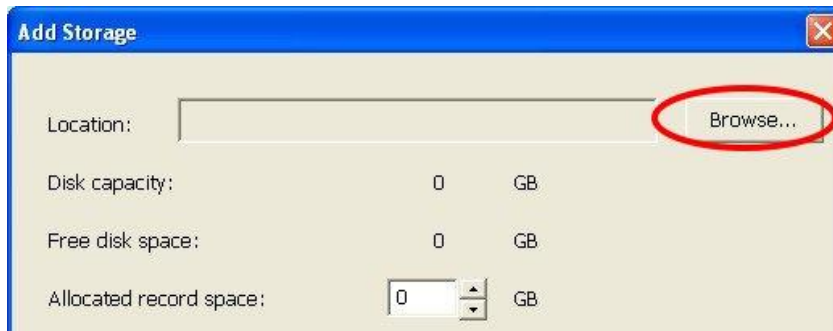 Add Storage
Location: Browse...
Disk capacity: 0 GB
Free disk space: 0 GB
Allocated record space: 0 GB